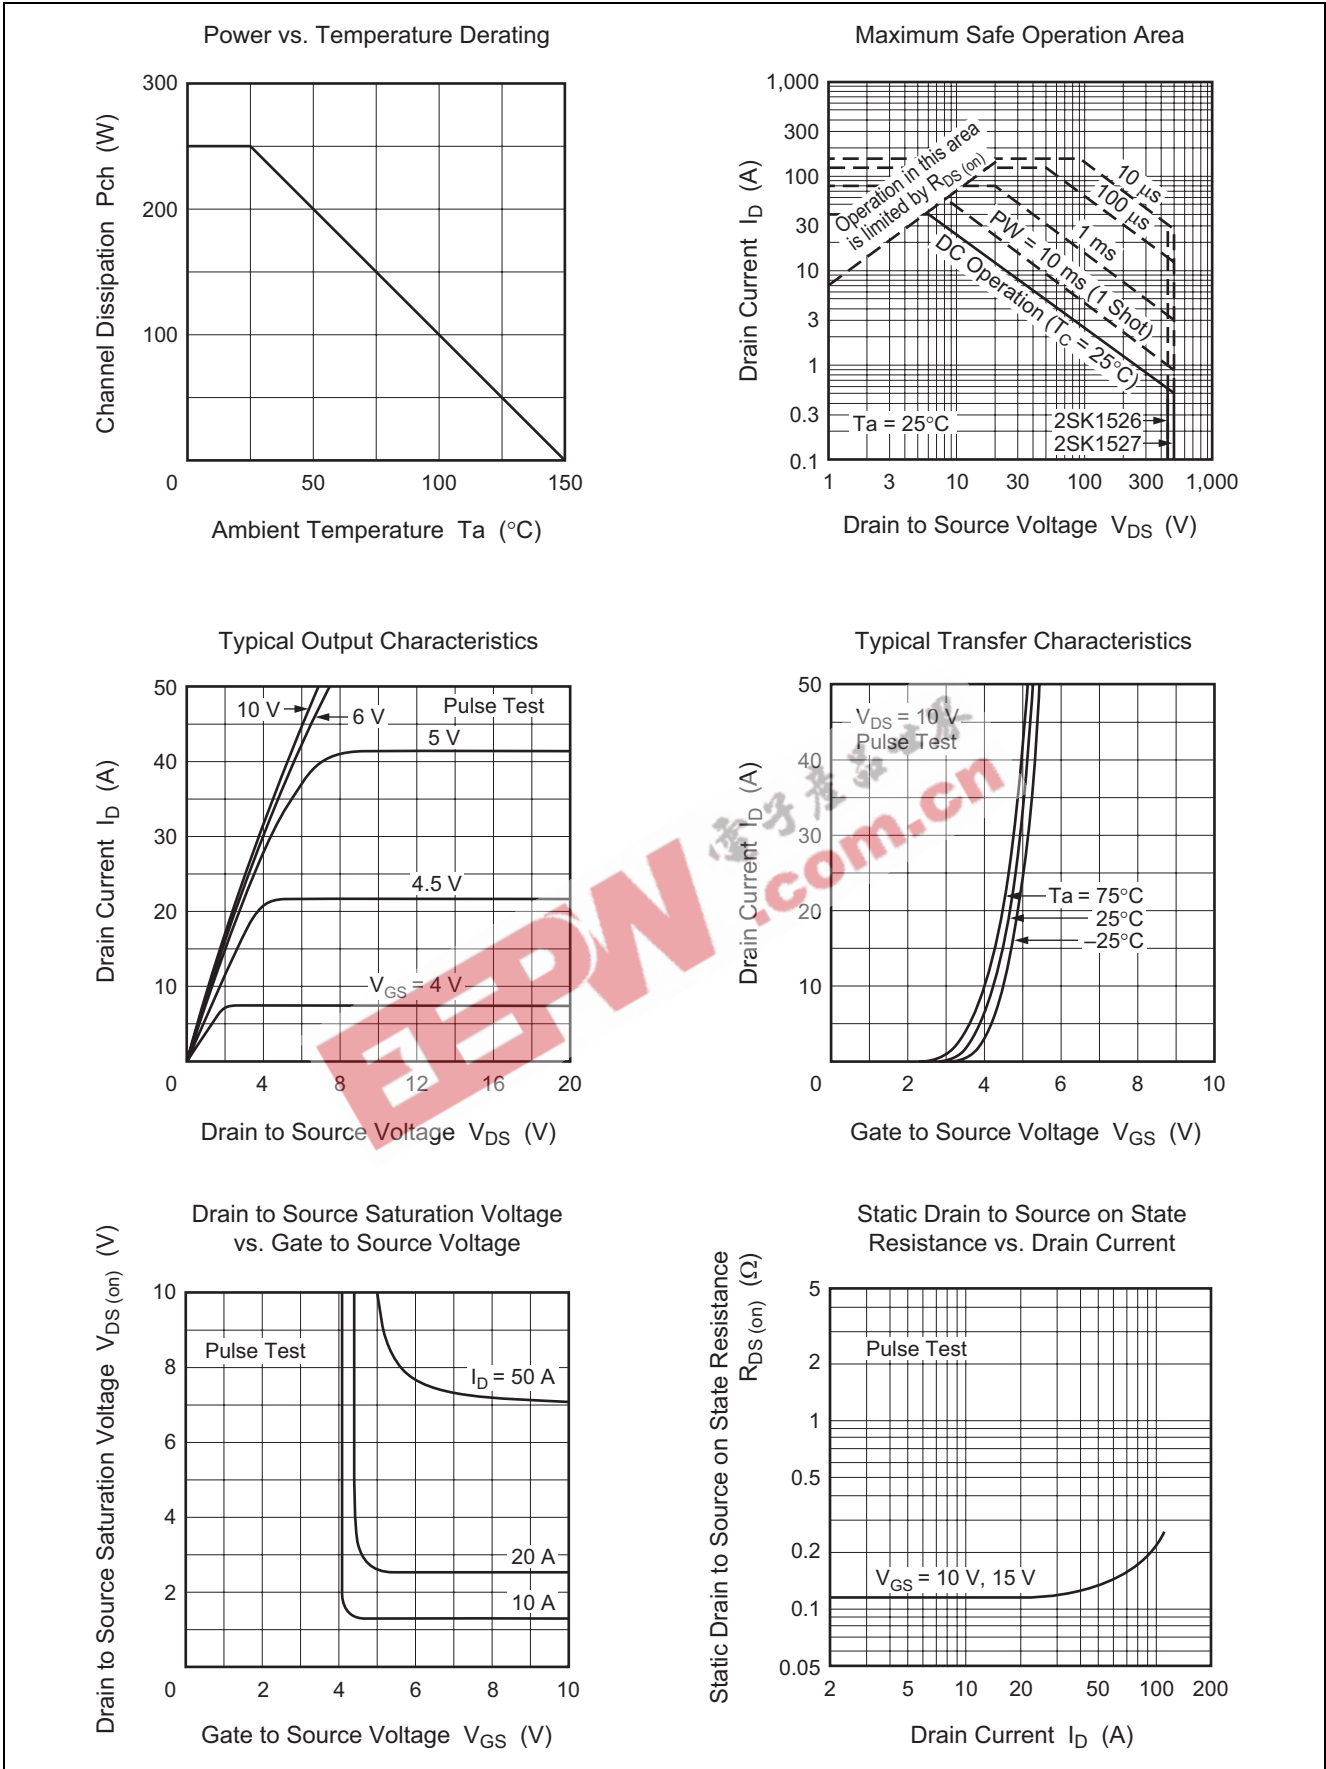 Power vs. Temperature Derating
300
200
100
0
50
100
150
Channel Dissipation Pch (W)
Ambient Temperature Ta (°C)
Maximum Safe Operation Area
1,000
300
100
30
10
3
1
0.3
0.1
1
3
10
30
100
300
1,000
Drain Current ID (A)
Operation in this area
is limited by RDS (on)
10 µs
100 µs
1 ms
PW = 10 ms (1 Shot)
DC Operation (TC = 25°C)
Ta = 25°C
2SK1526
2SK1527
Drain to Source Voltage VDS (V)
Typical Output Characteristics
50
40
30
20
10
0
4
8
12
16
20
Drain Current ID (A)
10 V
6 V
Pulse Test
5 V
4.5 V
VGS = 4 V
Drain to Source Voltage VDS (V)
Typical Transfer Characteristics
50
40
30
20
10
0
2
4
6
8
10
Drain Current ID (A)
VDS = 10 V
Pulse Test
Ta = 75°C
25°C
–25°C
Gate to Source Voltage VGS (V)
EEPW
電子產品世界
.com.cn
Drain to Source Saturation Voltage
vs. Gate to Source Voltage
10
8
6
4
2
0
2
4
6
8
10
Drain to Source Saturation Voltage VDS (on) (V)
Pulse Test
ID = 50 A
20 A
10 A
Gate to Source Voltage VGS (V)
Static Drain to Source on State
Resistance vs. Drain Current
5
2
1
0.5
0.2
0.1
0.05
2
5
10
20
50
100
200
Static Drain to Source on State Resistance
RDS (on) (Ω)
Pulse Test
VGS = 10 V, 15 V
Drain Current ID (A)